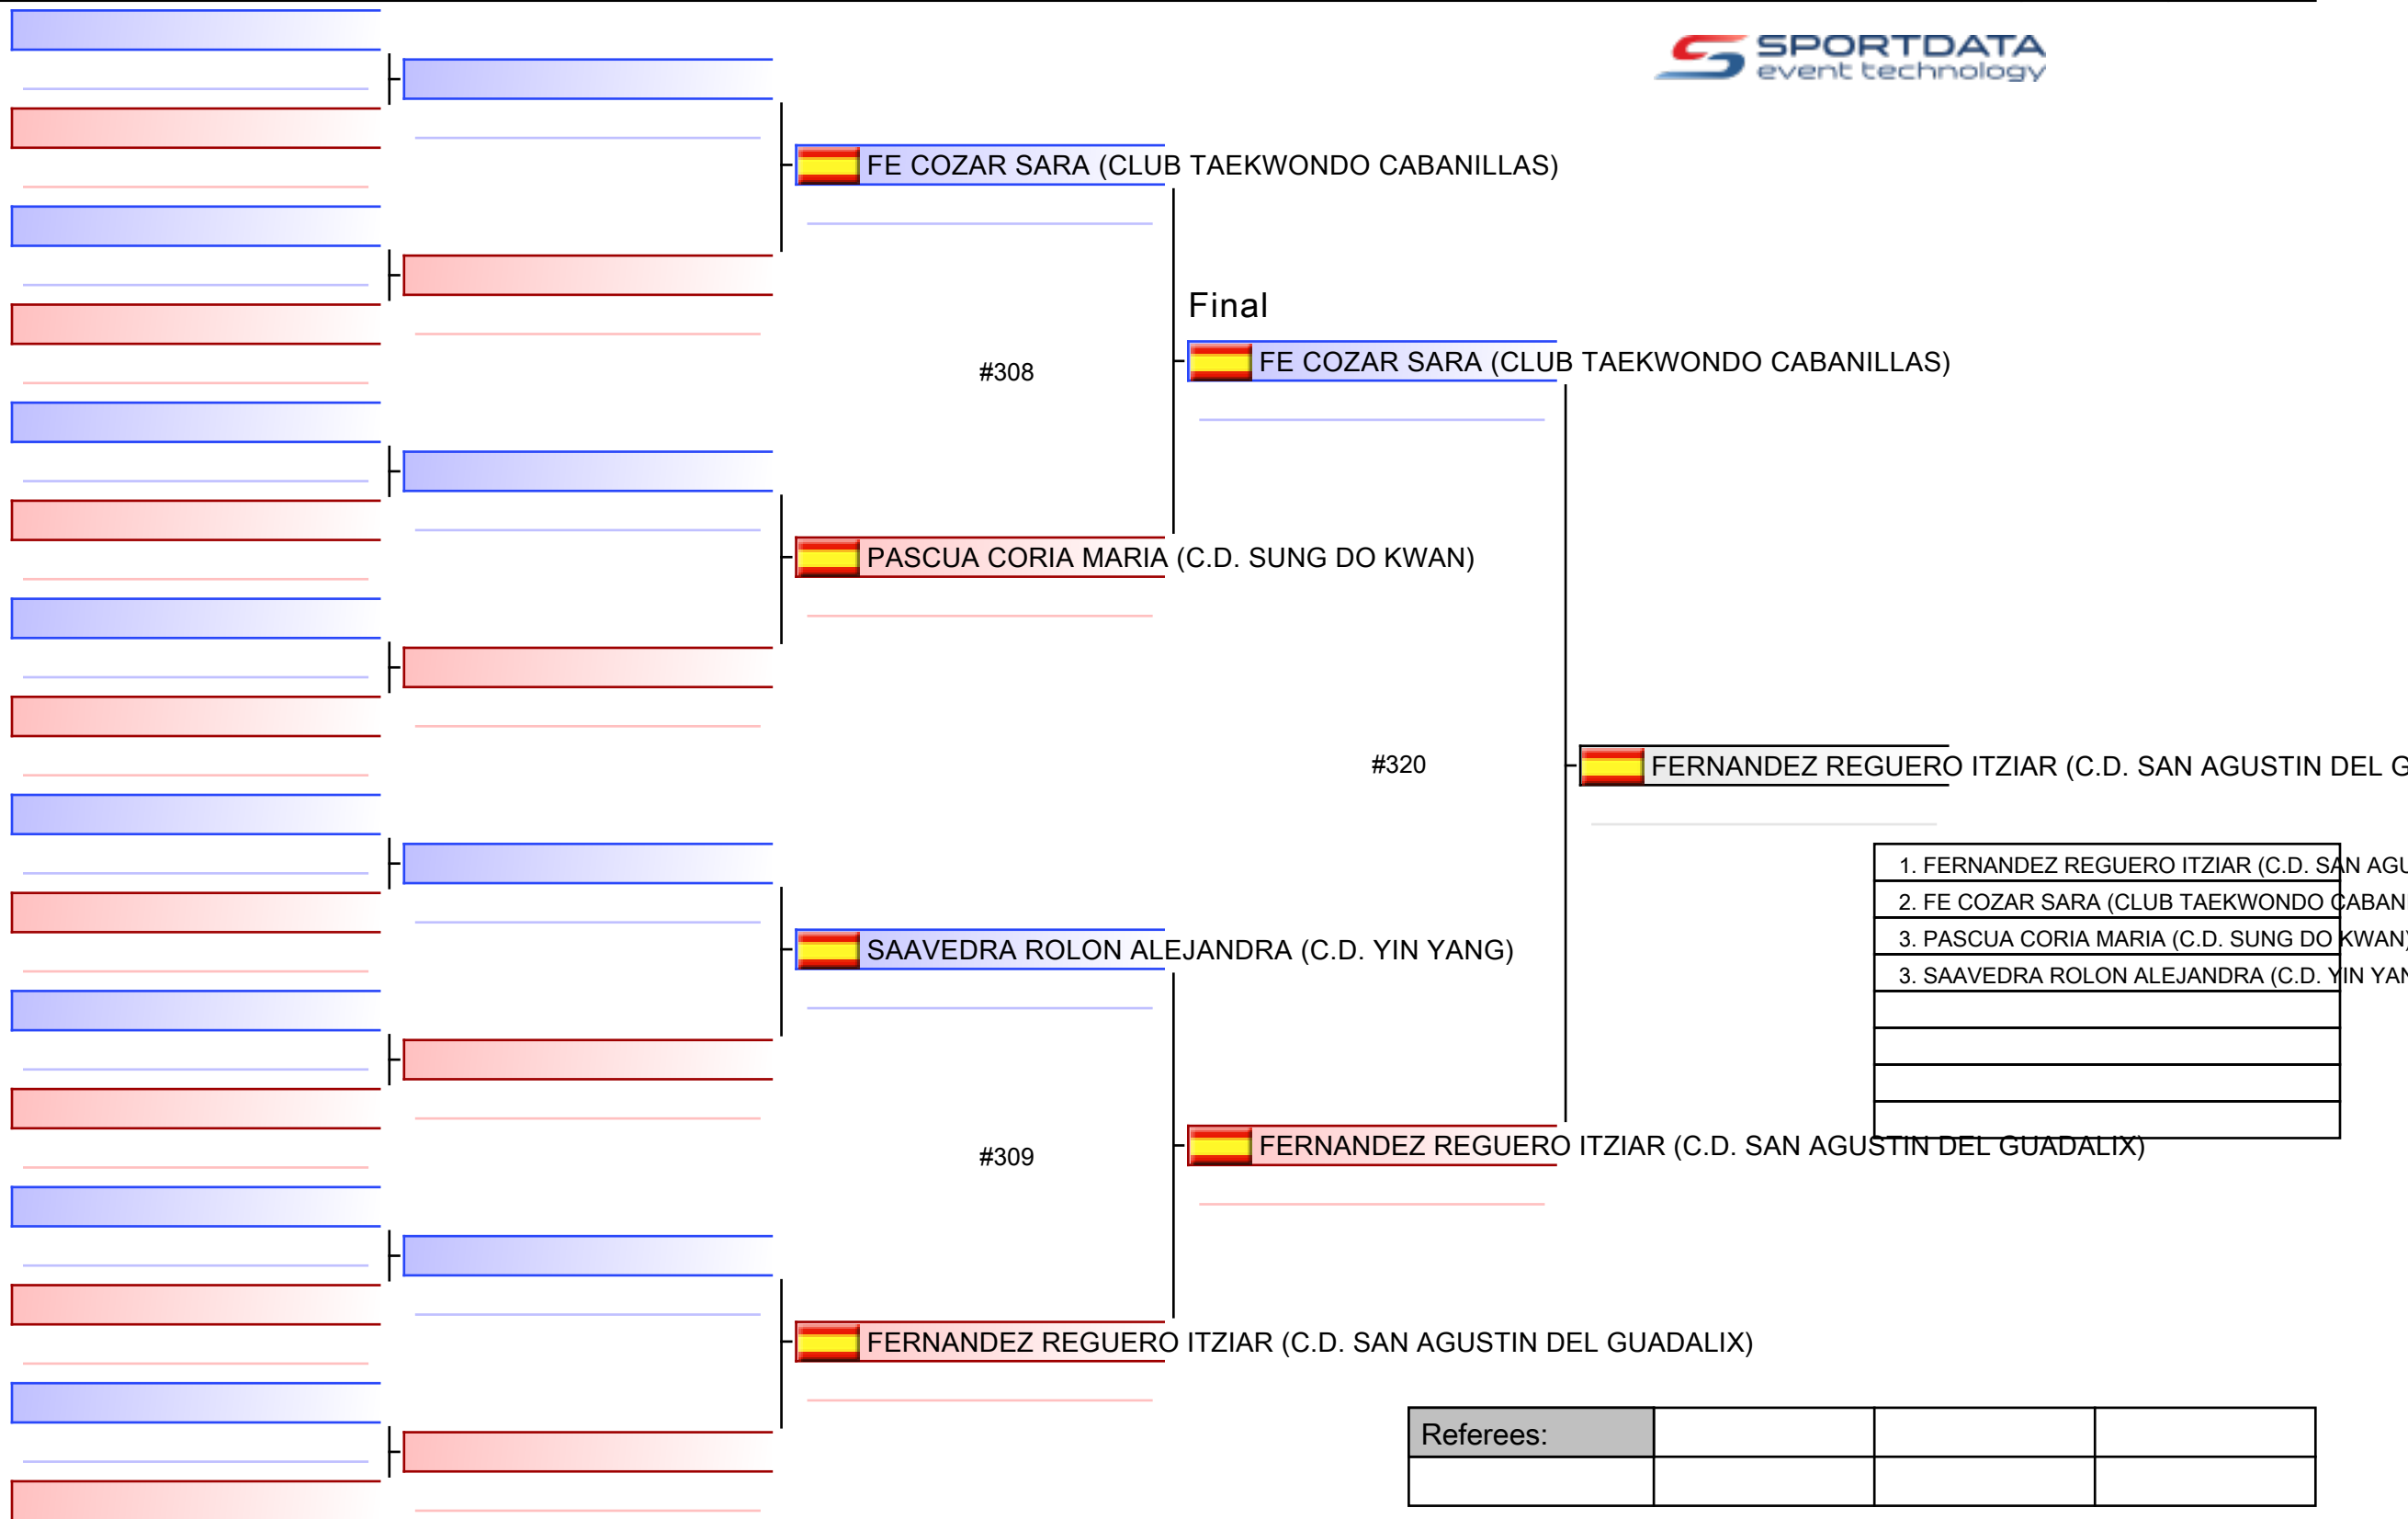 SPORTDATA
event technology
FE COZAR SARA (CLUB TAEKWONDO CABANILLAS)
Final
#308
FE COZAR SARA (CLUB TAEKWONDO CABANILLAS)
PASCUA CORIA MARIA (C.D. SUNG DO KWAN)
#320
FERNANDEZ REGUERO ITZIAR (C.D. SAN AGUSTIN DEL G
1. FERNANDEZ REGUERO ITZIAR (C.D. SAN AGU
2. FE COZAR SARA (CLUB TAEKWONDO CABAN
3. PASCUA CORIA MARIA (C.D. SUNG DO KWAN)
3. SAAVEDRA ROLON ALEJANDRA (C.D. YIN YAN
SAAVEDRA ROLON ALEJANDRA (C.D. YIN YANG)
#309
FERNANDEZ REGUERO ITZIAR (C.D. SAN AGUSTIN DEL GUADALIX)
FERNANDEZ REGUERO ITZIAR (C.D. SAN AGUSTIN DEL GUADALIX)
Referees: